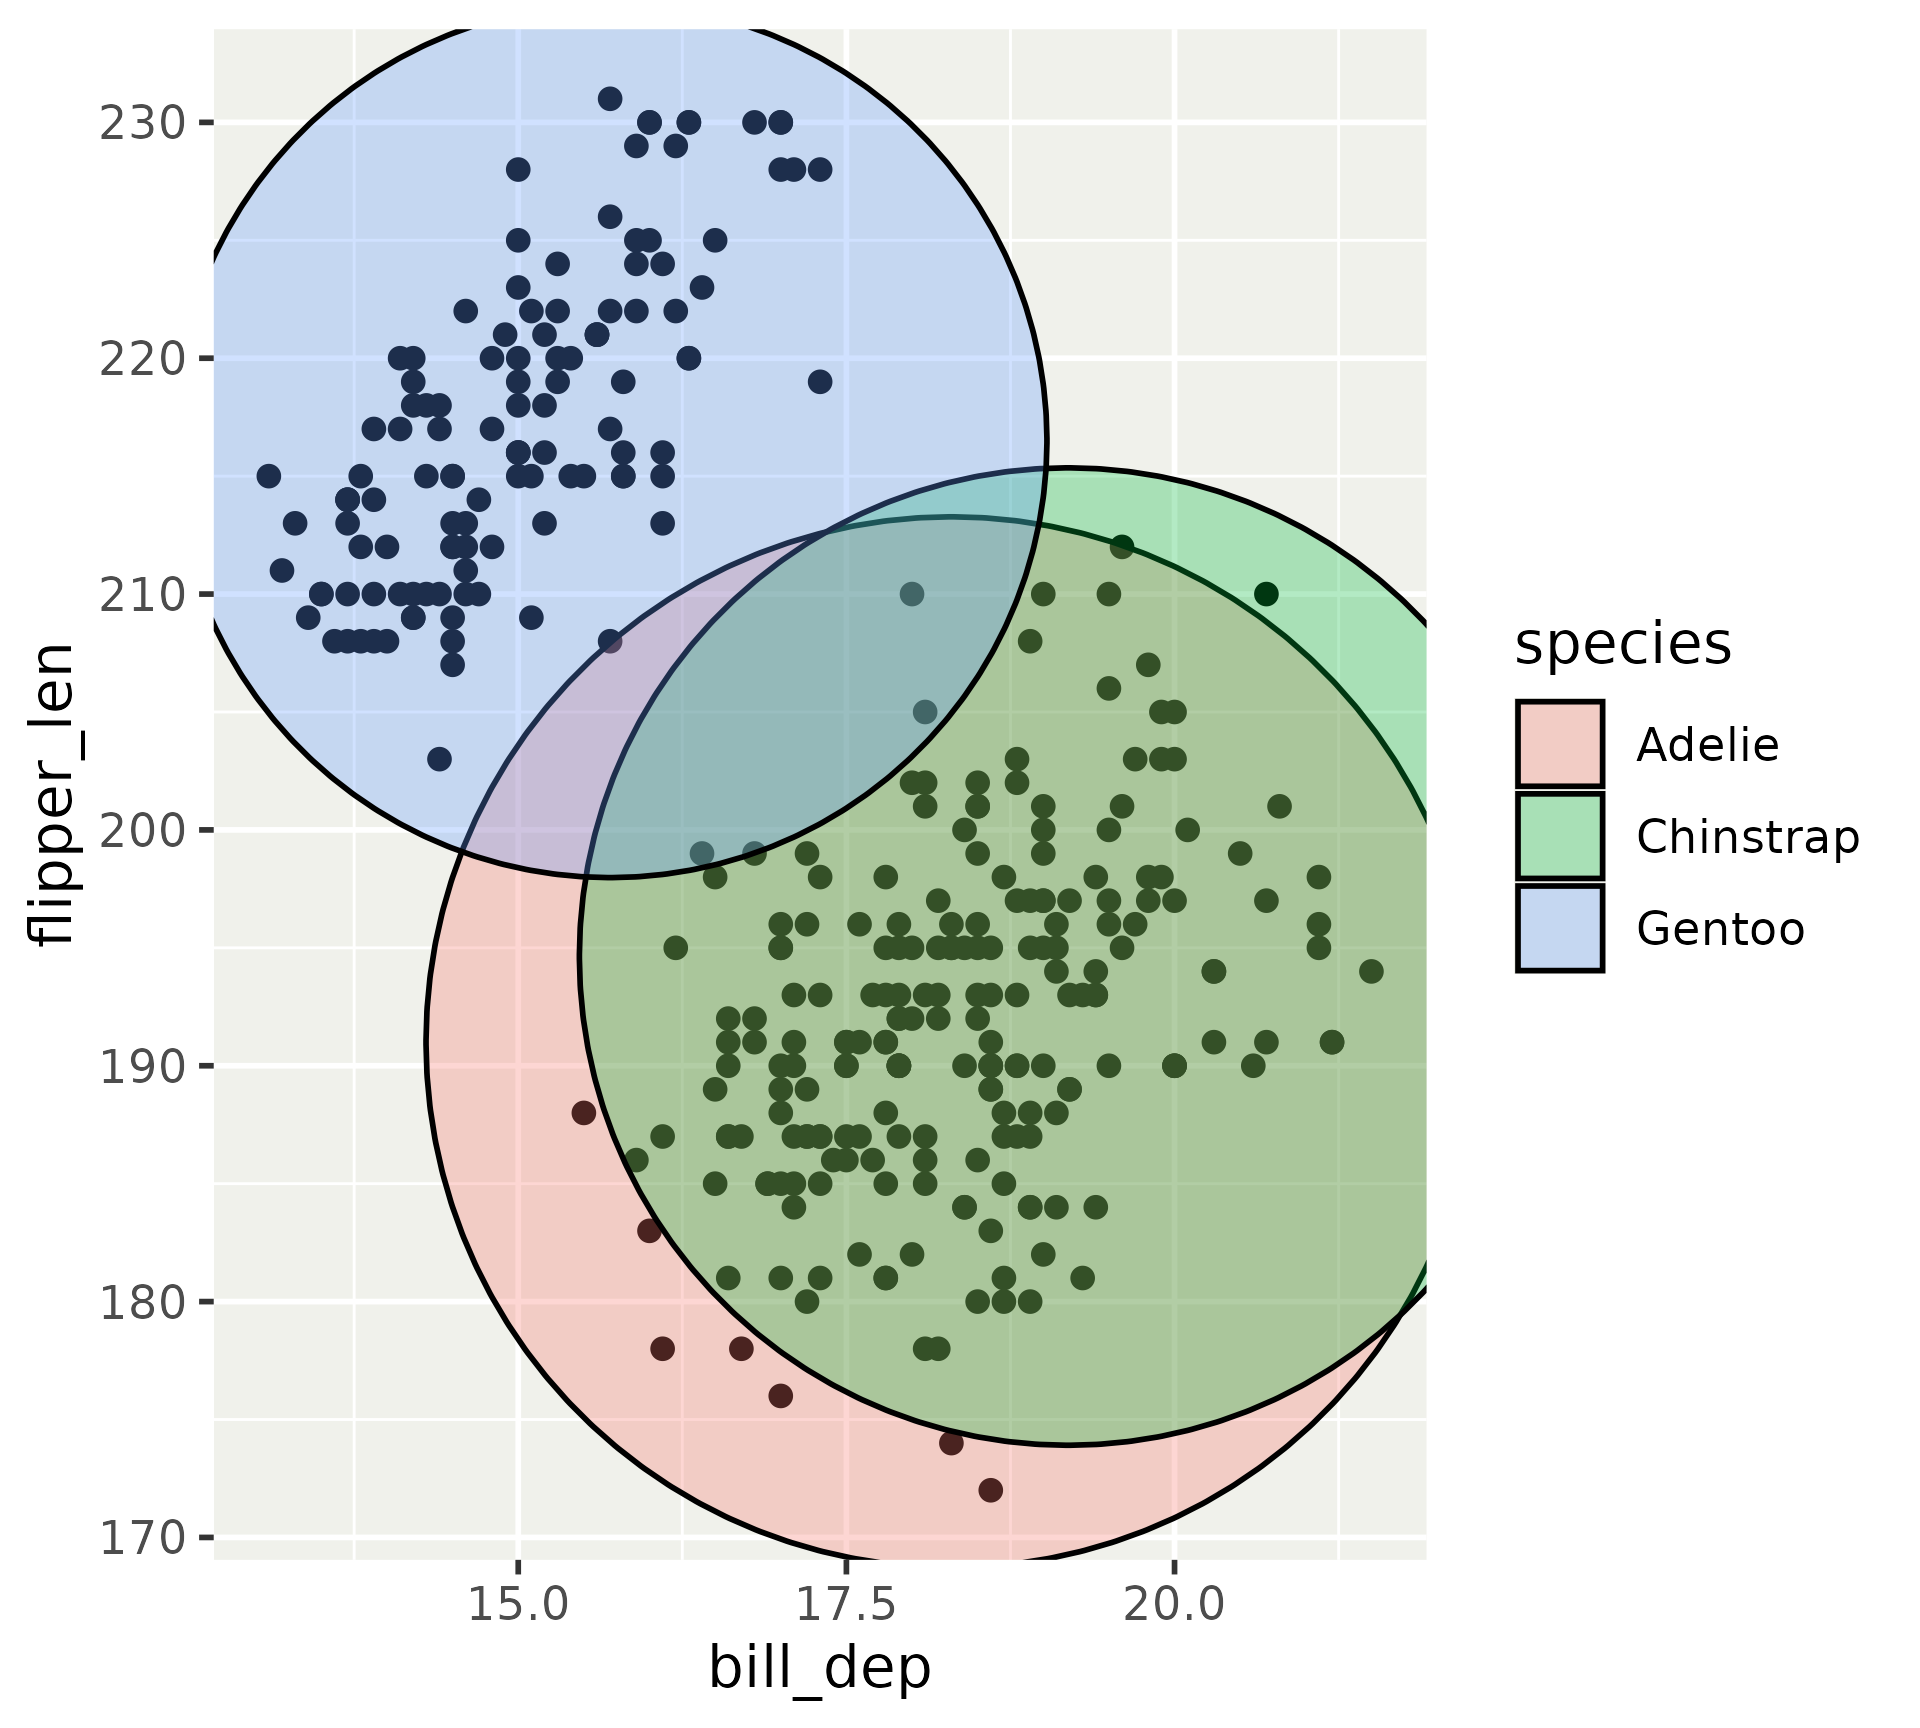 230
220
210
200
190
180
170
flipper_len
15.0 17.5 20.0
bill_dep
species
Adelie
Chinstrap
Gentoo